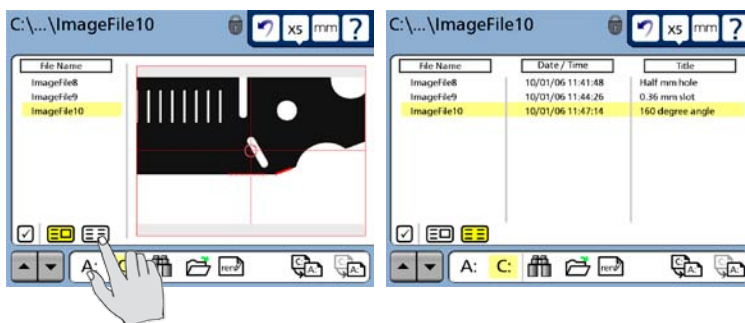 C:\...\ImageFile10
x5 mm ?
File Name
ImageFile8
ImageFile9
ImageFile10
A: C: ren
C: A: C: A:
C:\...\ImageFile10
x5 mm ?
File Name Date / Time Title
ImageFile8 10/01/06 11:41:48 Half mm hole
ImageFile9 10/01/06 11:44:26 0.36 mm slot
ImageFile10 10/01/06 11:47:14 160 degree angle
A: C: ren
C: A: C: A: